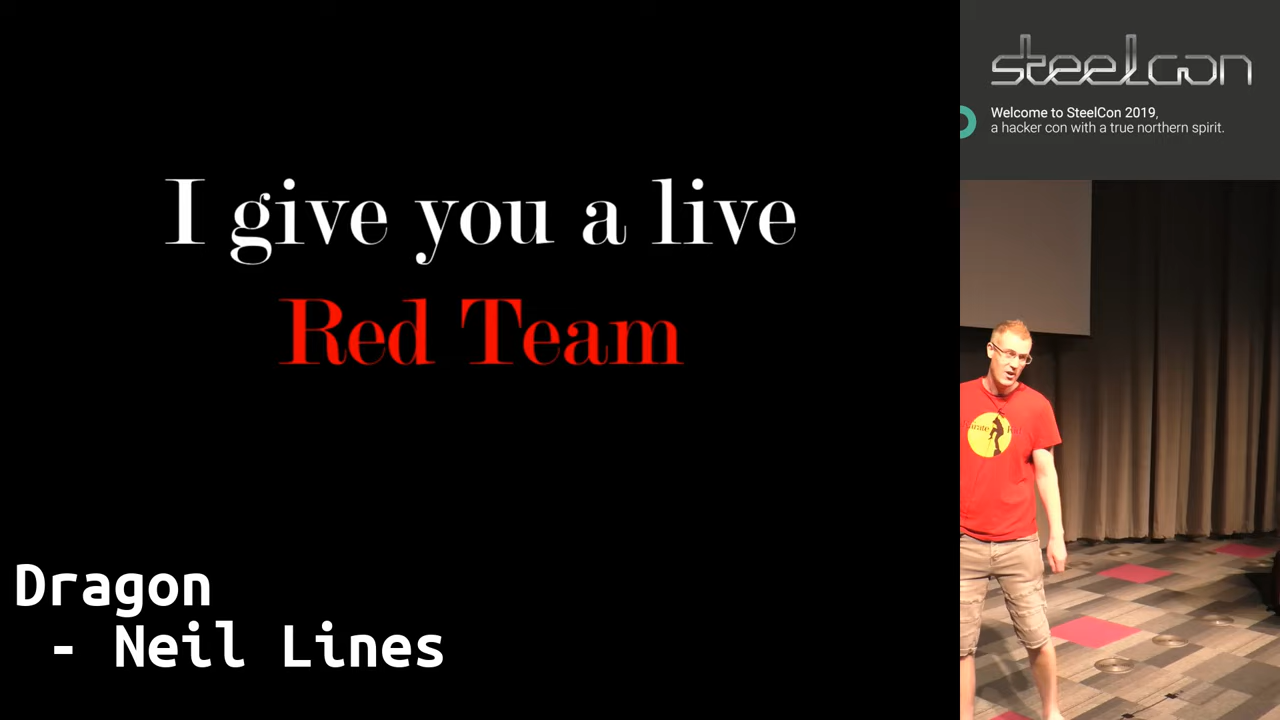 I give you a live
Red Team
Dragon
- Neil Lines
steelcon
Welcome to SteelCon 2019,
a hacker con with a true northern spirit.